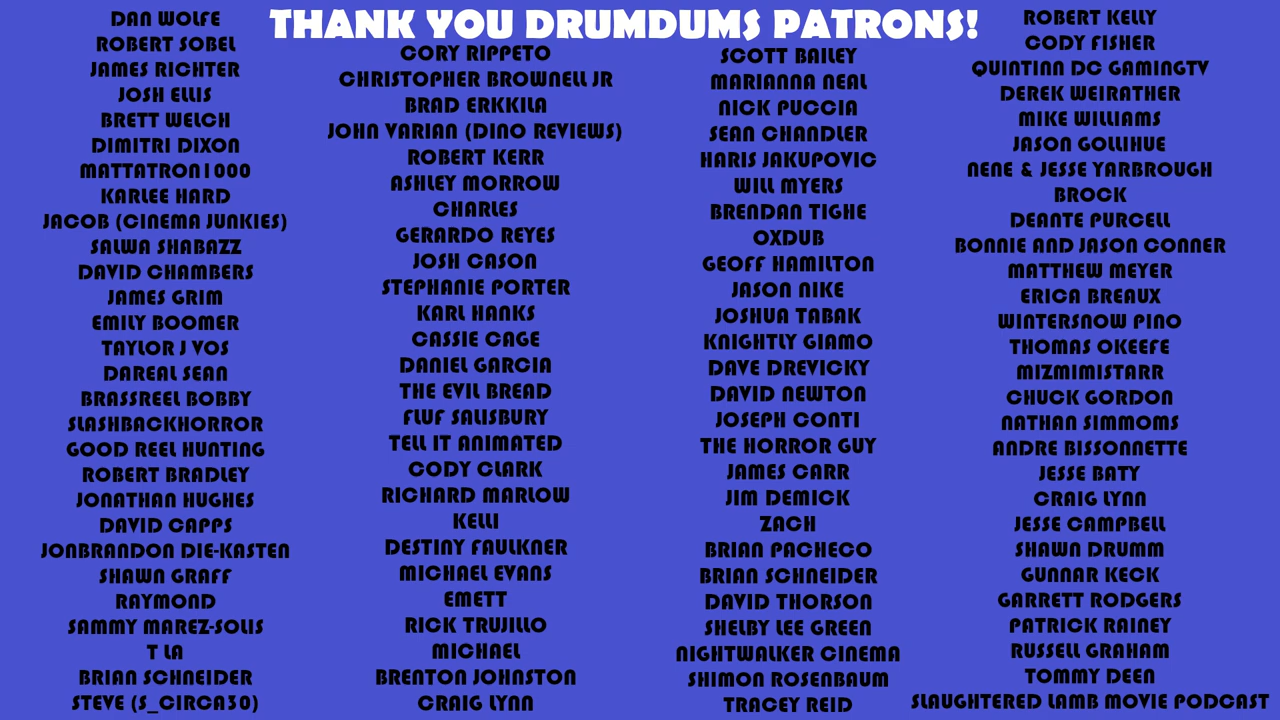 THANK YOU DRUMDUMS PATRONS!
DAN WOLFE
ROBERT SOBEL
JAMES RICHTER
JOSH ELLIS
BRETT WELCH
DIMITRI DIXON
MATTATRON1000
KARLEE HARD
JACOB (CINEMA JUNKIES)
SALWA SHABAZZ
DAVID CHAMBERS
JAMES GRIM
EMILY BOOMER
TAYLOR J VOS
DAREAL SEAN
BRASSREEL BOBBY
SLASHBACKHORROR
GOOD REEL HUNTING
ROBERT BRADLEY
JONATHAN HUGHES
DAVID CAPPS
JONBRANDON DIE-KASTEN
SHAWN GRAFF
RAYMOND
SAMMY MAREZ-SOLIS
T LA
BRIAN SCHNEIDER
STEVE (S_CIRCA30)
CORY RIPPETO
CHRISTOPHER BROWNELL JR
BRAD ERKKILA
JOHN VARIAN (DINO REVIEWS)
ROBERT KERR
ASHLEY MORROW
CHARLES
GERARDO REYES
JOSH CASON
STEPHANIE PORTER
KARL HANKS
CASSIE CAGE
DANIEL GARCIA
THE EVIL BREAD
FLUF SALISBURY
TELL IT ANIMATED
CODY CLARK
RICHARD MARLOW
KELLI
DESTINY FAULKNER
MICHAEL EVANS
EMETT
RICK TRUJILLO
MICHAEL
BRENTON JOHNSTON
CRAIG LYNN
SCOTT BAILEY
MARIANNA NEAL
NICK PUCCIA
SEAN CHANDLER
HARIS JAKUPOVIC
WILL MYERS
BRENDAN TIGHE
OXDUB
GEOFF HAMILTON
JASON NIKE
JOSHUA TABAK
KNIGHTLY GIAMO
DAVE DREVICKY
DAVID NEWTON
JOSEPH CONTI
THE HORROR GUY
JAMES CARR
JIM DEMICK
ZACH
BRIAN PACHECO
BRIAN SCHNEIDER
DAVID THORSON
SHELBY LEE GREEN
NIGHTWALKER CINEMA
SHIMON ROSENBAUM
TRACEY REID
ROBERT KELLY
CODY FISHER
QUINTINN DC GAMINGTV
DEREK WEIRATHER
MIKE WILLIAMS
JASON GOLLIHUE
NENE & JESSE YARBROUGH
BROCK
DEANTE PURCELL
BONNIE AND JASON CONNER
MATTHEW MEYER
ERICA BREAUX
WINTERSNOW PINO
THOMAS OKEEFE
MIZMIMISTARR
CHUCK GORDON
NATHAN SIMMOMS
ANDRE BISSONNETTE
JESSE BATY
CRAIG LYNN
JESSE CAMPBELL
SHAWN DRUMM
GUNNAR KECK
GARRETT RODGERS
PATRICK RAINEY
RUSSELL GRAHAM
TOMMY DEEN
SLAUGHTERED LAMB MOVIE PODCAST